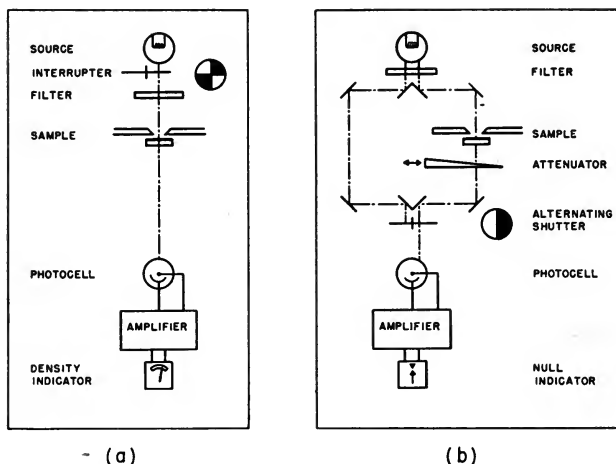 SOURCE
INTERRUPTER
FILTER
SAMPLE
PHOTOCELL
AMPLIFIER
DENSITY
INDICATOR
(a)
SOURCE
FILTER
SAMPLE
ATTENUATOR
ALTERNATING
SHUTTER
PHOTOCELL
AMPLIFIER
NULL
INDICATOR
(b)